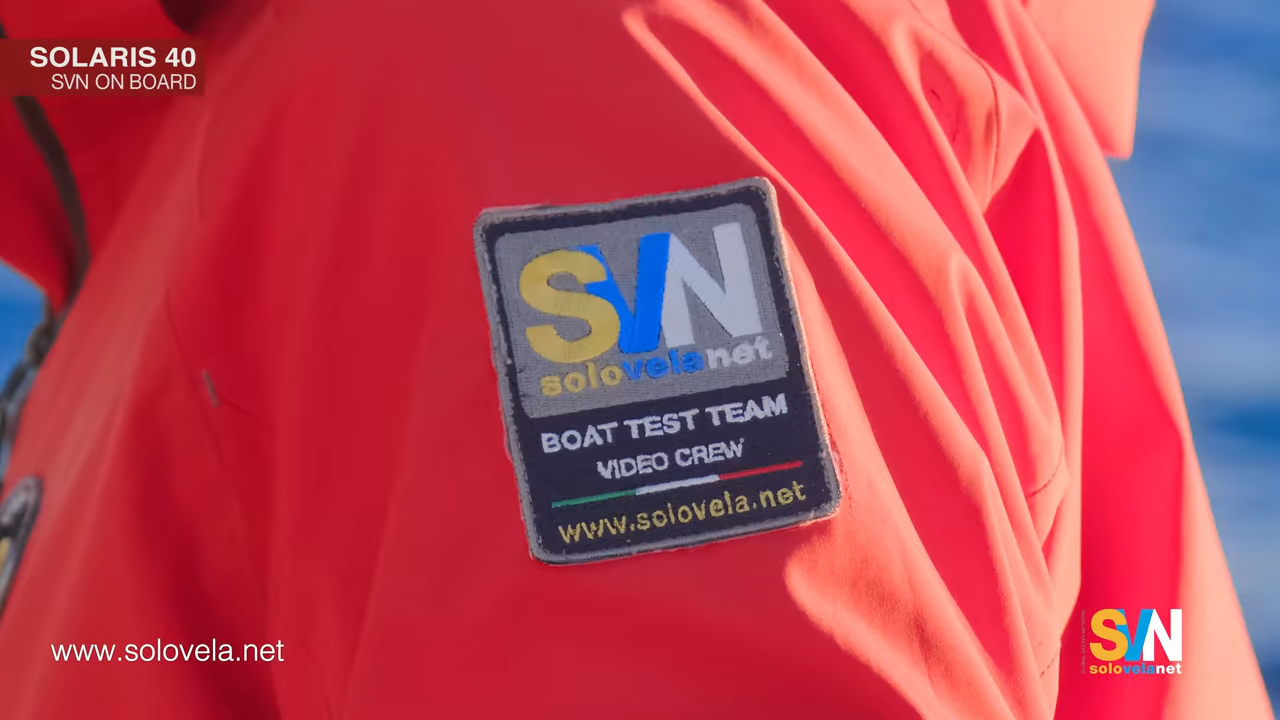 SOLARIS 40
SVN ON BOARD
SVN
solovelanet
BOAT TEST TEAM
VIDEO CREW
www.solovela.net
www.solovela.net
SVN
solovelanet